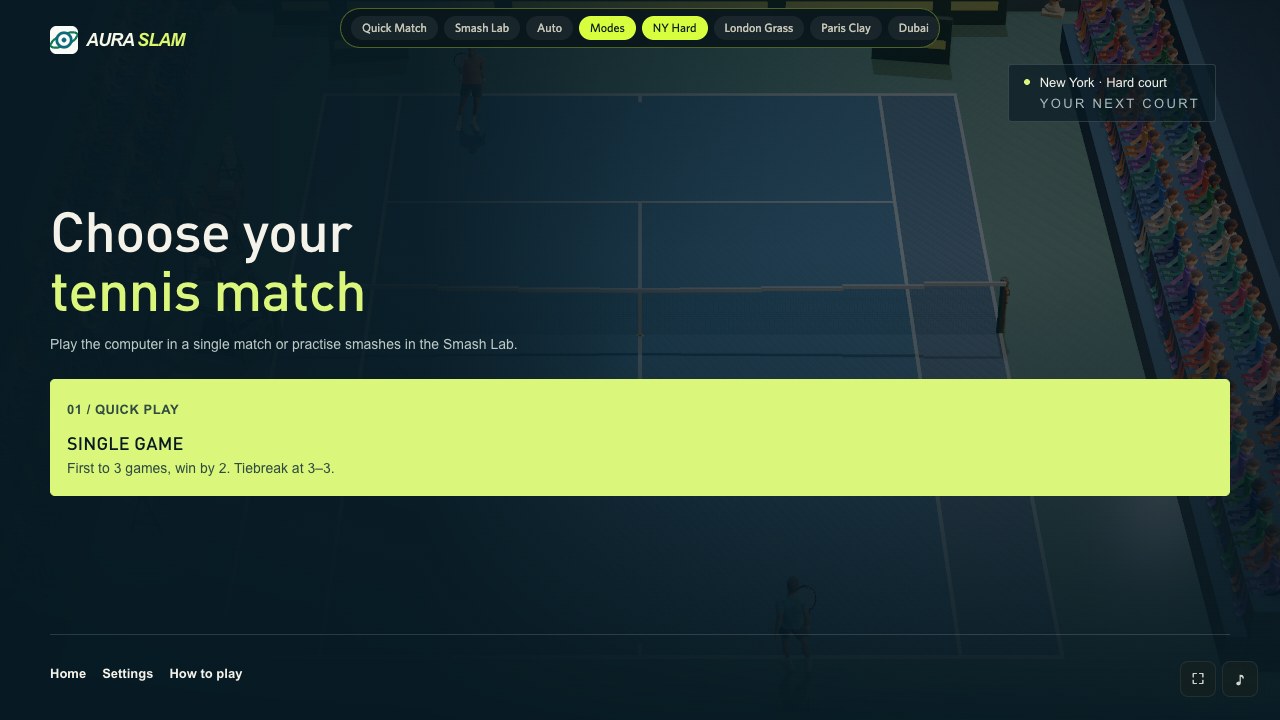 AURA SLAM
Quick Match
Smash Lab
Auto
Modes
NY Hard
London Grass
Paris Clay
Dubai
New York · Hard court
YOUR NEXT COURT
Choose your
tennis match
Play the computer in a single match or practise smashes in the Smash Lab.
01 / QUICK PLAY
SINGLE GAME
First to 3 games, win by 2. Tiebreak at 3–3.
Home
Settings
How to play